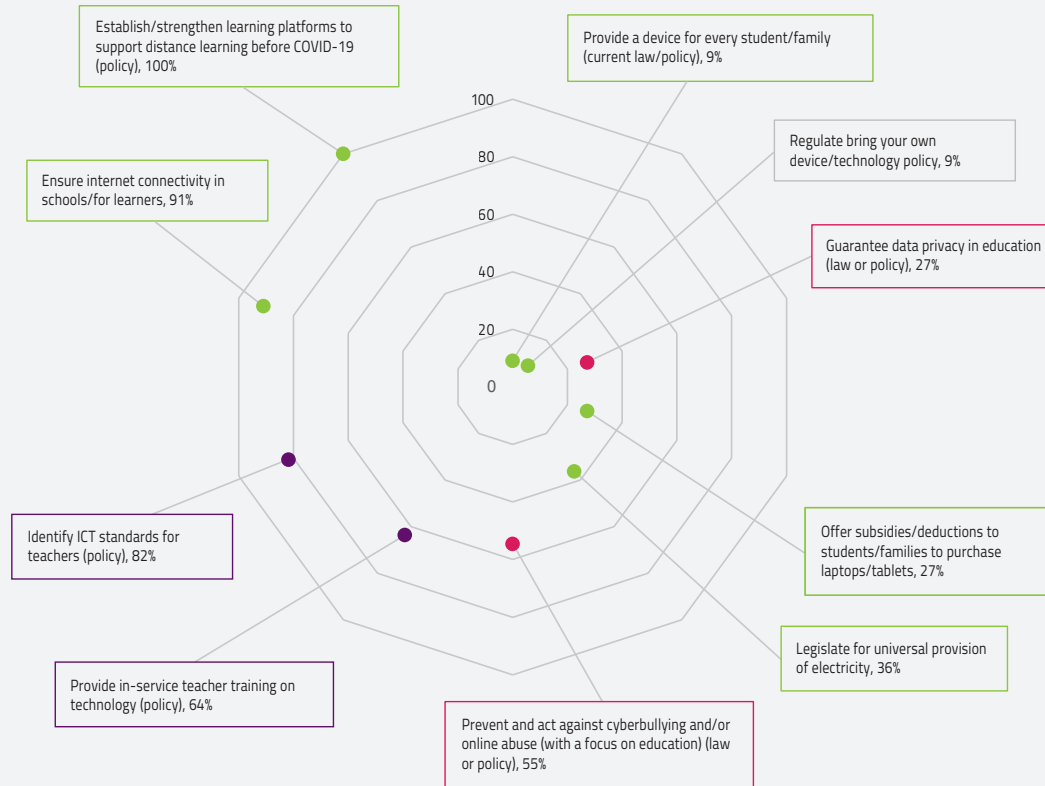 Establish/strengthen learning platforms to
support distance learning before COVID-19
(policy), 100%
Provide a device for every student/family
(current law/policy), 9%
Regulate bring your own
device/technology policy, 9%
Ensure internet connectivity in
schools/for learners, 91%
Guarantee data privacy in education
(law or policy), 27%
100
80
60
40
20
0
Identify ICT standards for
teachers (policy), 82%
Offer subsidies/deductions to
students/families to purchase
laptops/tablets, 27%
Legislate for universal provision
of electricity, 36%
Provide in-service teacher training on
technology (policy), 64%
Prevent and act against cyberbullying and/or
online abuse (with a focus on education) (law
or policy), 55%